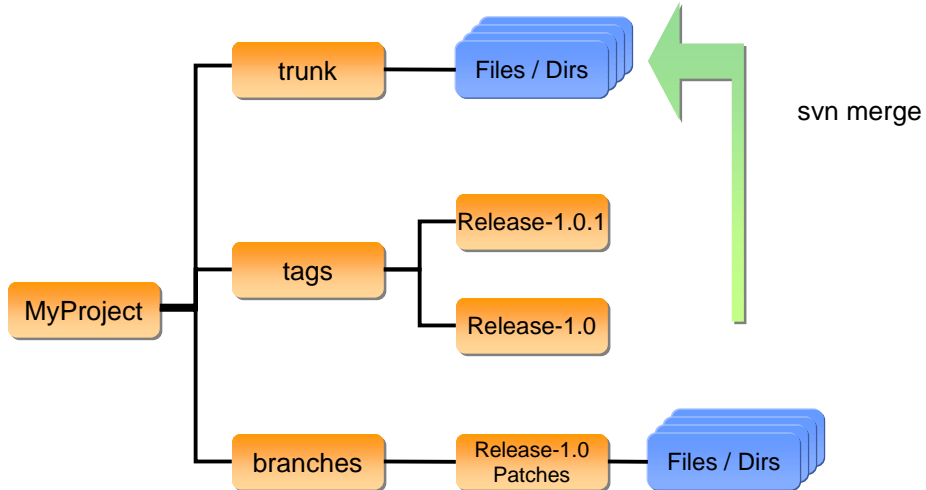 trunk
Files / Dirs
svn merge
Release-1.0.1
tags
MyProject
Release-1.0
branches
Release-1.0
Patches
Files / Dirs